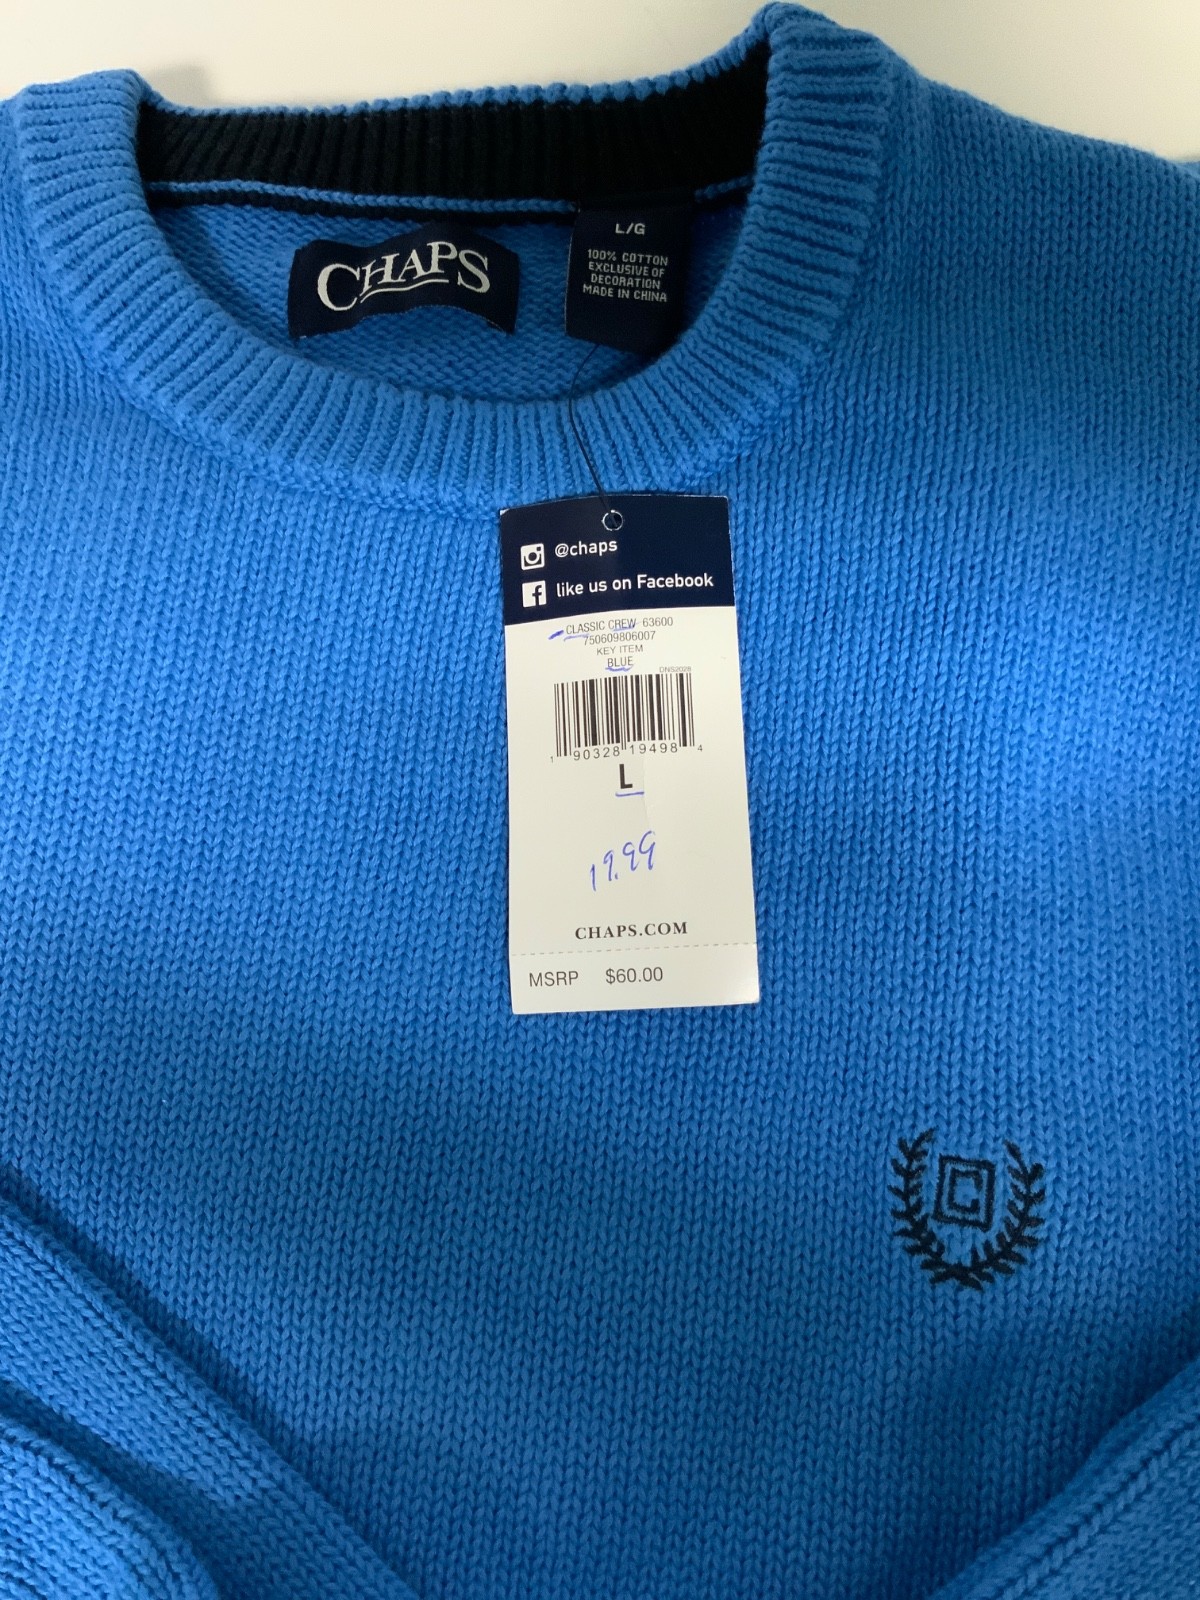 CHAPS
L/G
100% COTTON
EXCLUSIVE OF
DECORATION
MADE IN CHINA
@chaps
like us on Facebook
CLASSIC CREW 63600
750609806007
KEY ITEM
BLUE
DNS2028
1 90328 19498 4
L
19.99
CHAPS.COM
MSRP $60.00
C